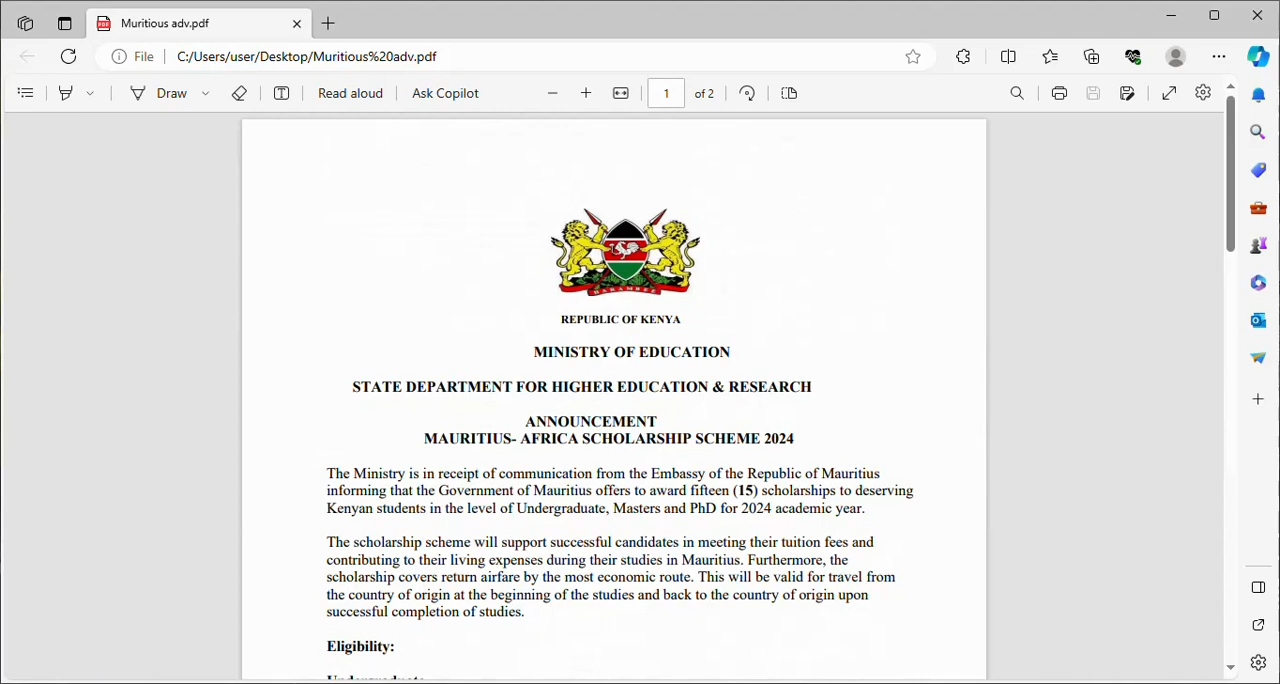 Muritious adv.pdf
File
C:/Users/user/Desktop/Muritious%20adv.pdf
Draw
Read aloud
Ask Copilot
1 of 2
HARAMBEE
REPUBLIC OF KENYA
MINISTRY OF EDUCATION
STATE DEPARTMENT FOR HIGHER EDUCATION & RESEARCH
ANNOUNCEMENT
MAURITIUS- AFRICA SCHOLARSHIP SCHEME 2024
The Ministry is in receipt of communication from the Embassy of the Republic of Mauritius
informing that the Government of Mauritius offers to award fifteen (15) scholarships to deserving
Kenyan students in the level of Undergraduate, Masters and PhD for 2024 academic year.
The scholarship scheme will support successful candidates in meeting their tuition fees and
contributing to their living expenses during their studies in Mauritius. Furthermore, the
scholarship covers return airfare by the most economic route. This will be valid for travel from
the country of origin at the beginning of the studies and back to the country of origin upon
successful completion of studies.
Eligibility:
Undergraduate